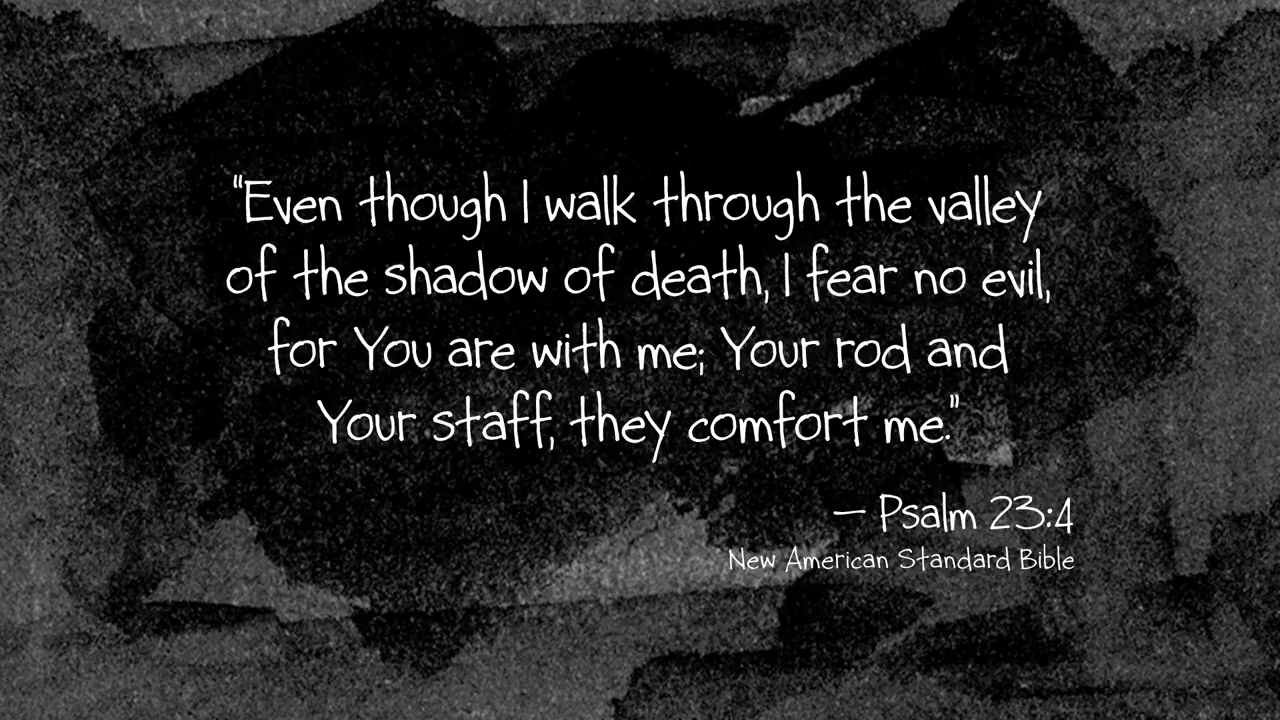 "Even though I walk through the valley
of the shadow of death, I fear no evil,
for You are with me; Your rod and
Your staff, they comfort me."
— Psalm 23:4
New American Standard Bible